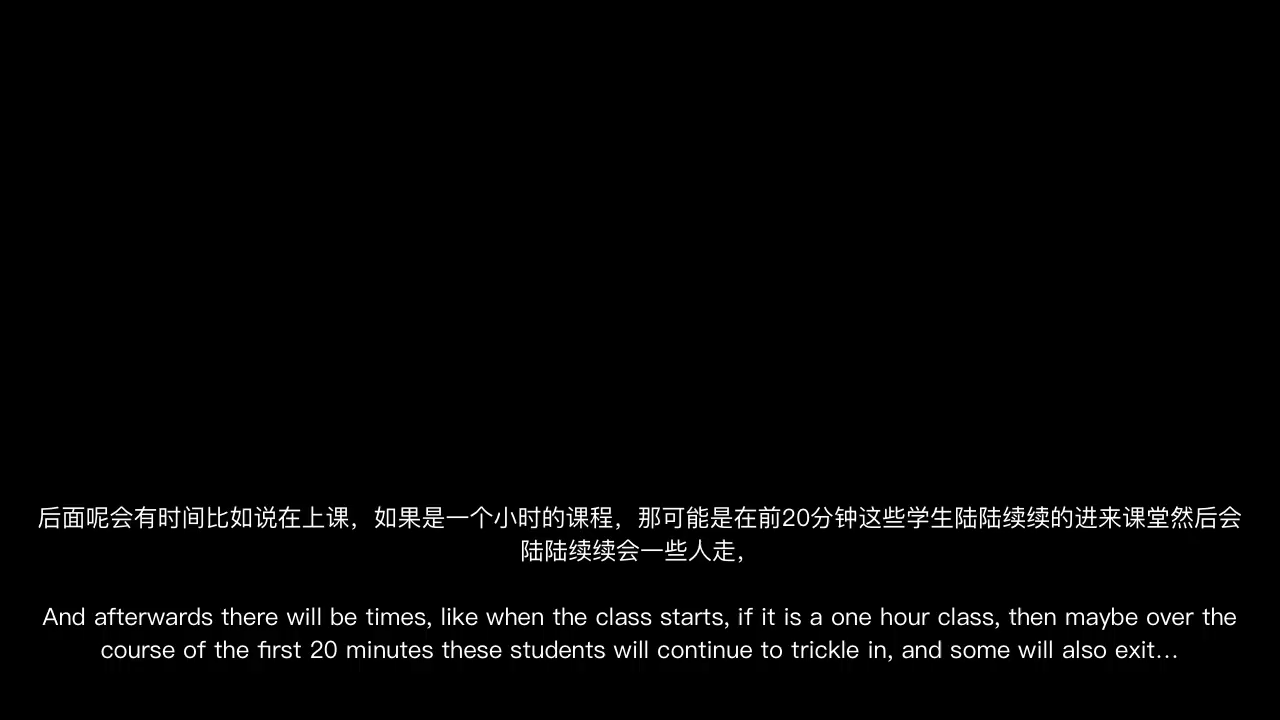 后面呢会有时间比如说在上课，如果是一个小时的课程，那可能是在前20分钟这些学生陆陆续续的进来课堂然后会
陆陆续续会一些人走，
And afterwards there will be times, like when the class starts, if it is a one hour class, then maybe over the
course of the first 20 minutes these students will continue to trickle in, and some will also exit...